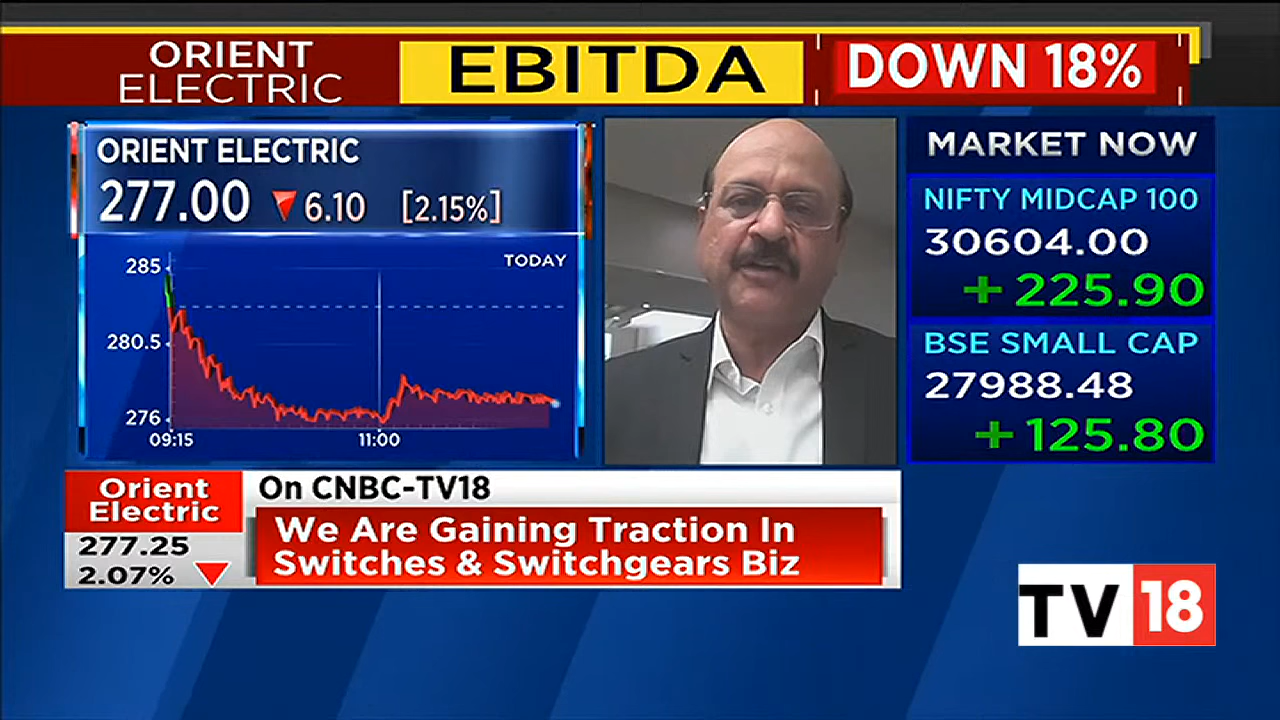 ORIENT
ELECTRIC
EBITDA
DOWN 18%
ORIENT ELECTRIC
277.00 ▼ 6.10 [2.15%]
TODAY
285
280.5
276
09:15 11:00
MARKET NOW
NIFTY MIDCAP 100
30604.00
+ 225.90
BSE SMALL CAP
27988.48
+ 125.80
Orient
Electric
277.25
2.07% ▼
On CNBC-TV18
We Are Gaining Traction In
Switches & Switchgears Biz
TV 18